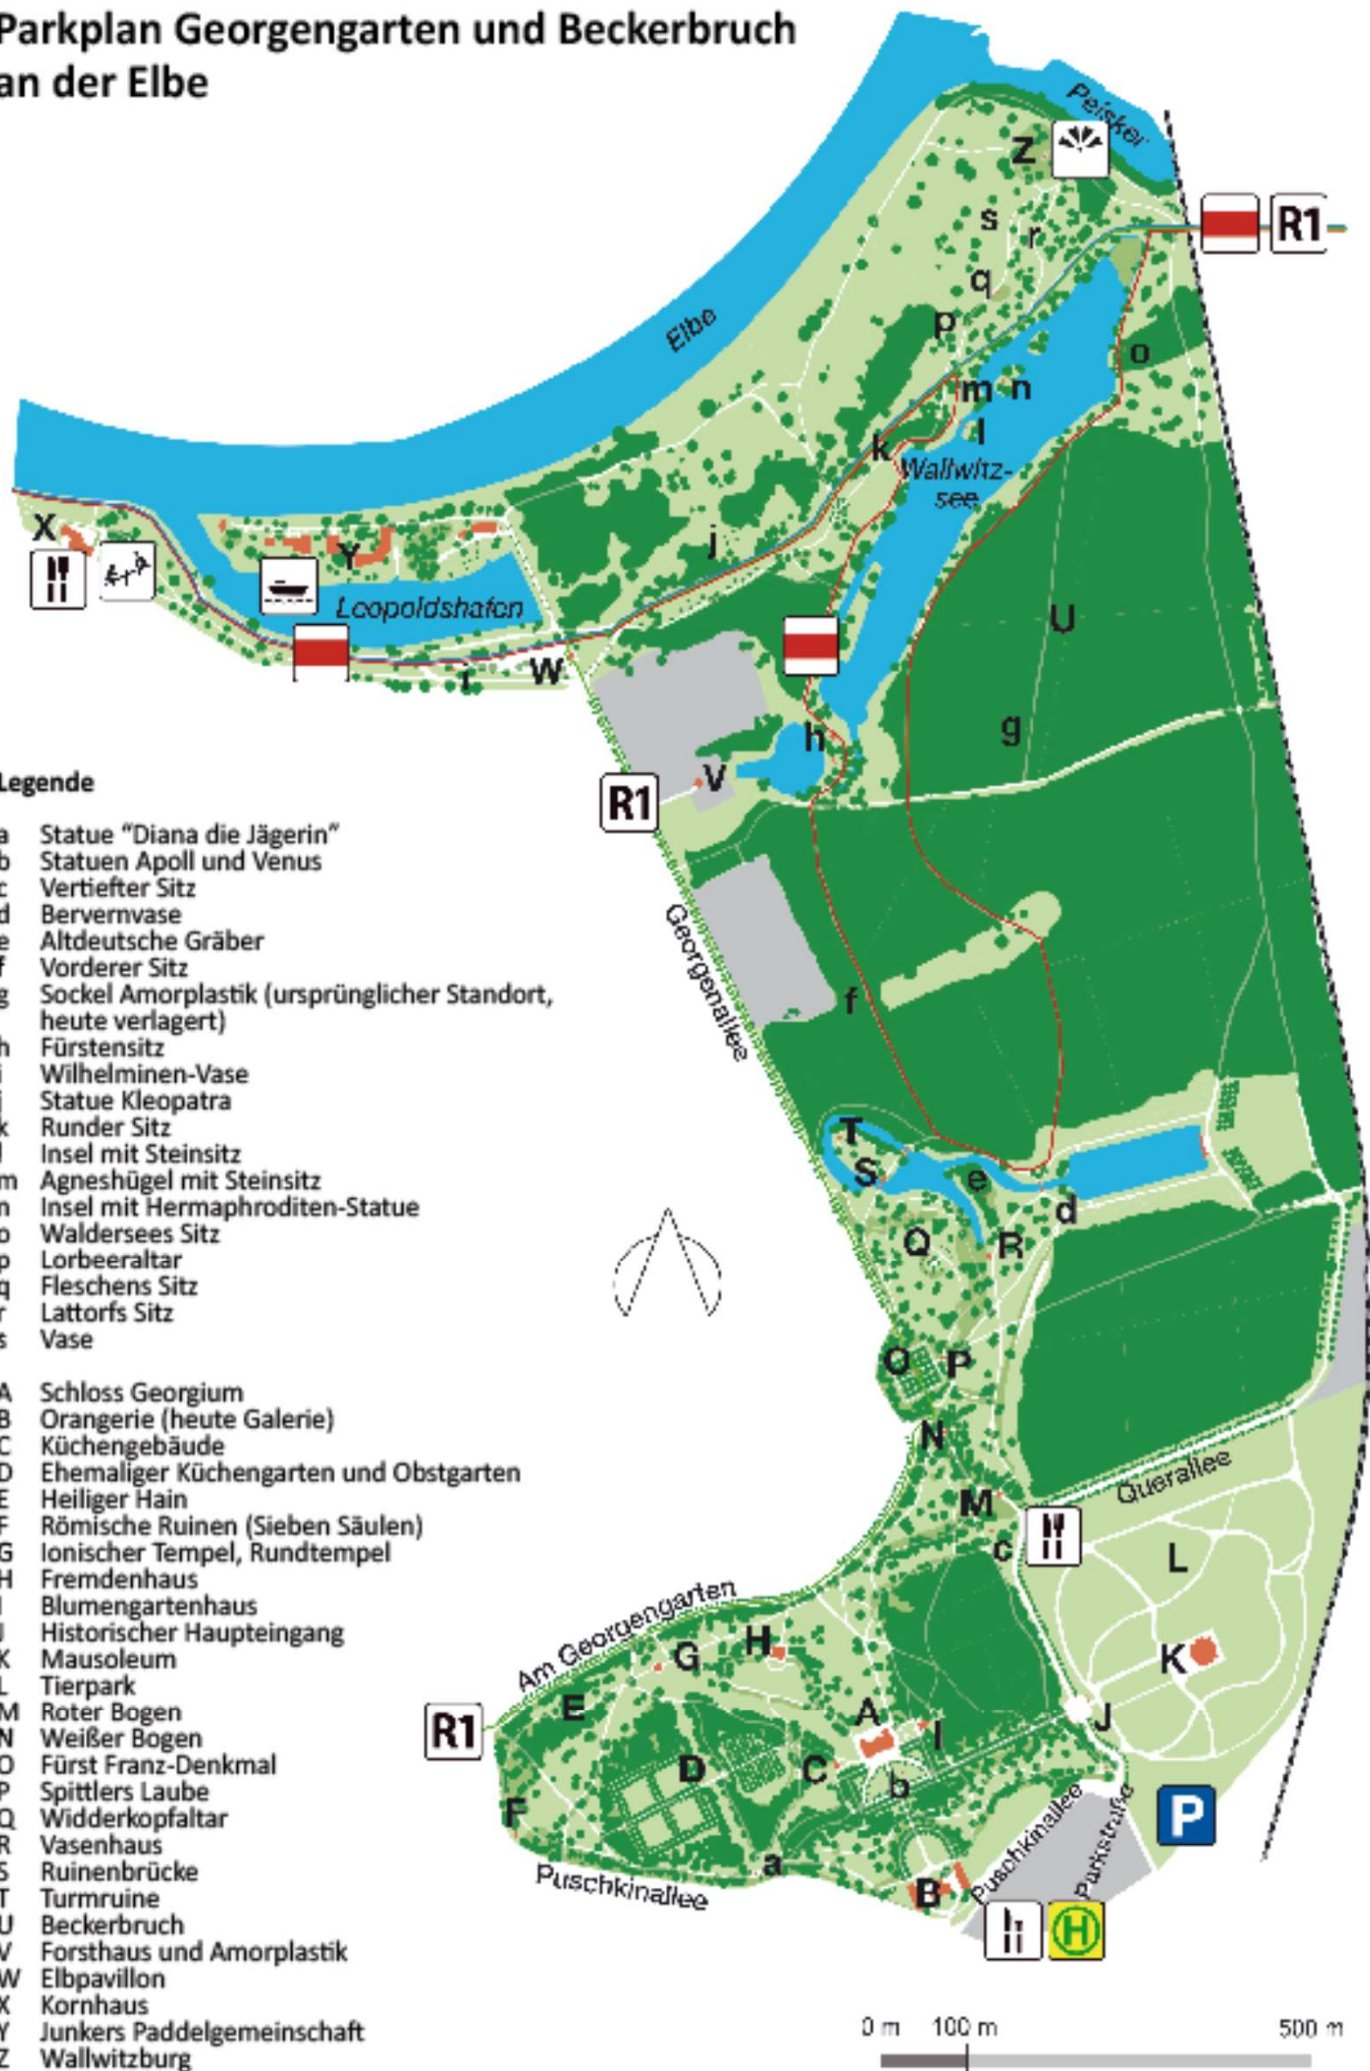 Parkplan Georgengarten und Beckerbruch
an der Elbe
Peisker
Z
R1
s
r
q
p
Elbe
o
m n
l
k
Wallwitz-
see
X
Y
j
Leopoldshafen
U
i
W
g
h
V
R1
Georgenallee
f
T
S
e
d
Q
R
O
P
N
Querallee
M
c
L
Am Georgengarten
H
G
K
E
R1
A
I
J
D
C
b
F
P
a
Puschkinallee
B
Puschkinallee
Parkstraße
H
0 m 100 m 500 m
Legende
a Statue "Diana die Jägerin"
b Statuen Apoll und Venus
c Vertiefter Sitz
d Bervernvase
e Altdeutsche Gräber
f Vorderer Sitz
g Sockel Amorplastik (ursprünglicher Standort,
heute verlagert)
h Fürstensitz
i Wilhelminen-Vase
j Statue Kleopatra
k Runder Sitz
l Insel mit Steinsitz
m Agneshügel mit Steinsitz
n Insel mit Hermaphroditen-Statue
o Waldersees Sitz
p Lorbeeraltar
q Fleschens Sitz
r Lattorfs Sitz
s Vase
A Schloss Georgium
B Orangerie (heute Galerie)
C Küchengebäude
D Ehemaliger Küchengarten und Obstgarten
E Heiliger Hain
F Römische Ruinen (Sieben Säulen)
G Ionischer Tempel, Rundtempel
H Fremdenhaus
I Blumengartenhaus
J Historischer Haupteingang
K Mausoleum
L Tierpark
M Roter Bogen
N Weißer Bogen
O Fürst Franz-Denkmal
P Spittlers Laube
Q Widderkopfaltar
R Vasenhaus
S Ruinenbrücke
T Turmruine
U Beckerbruch
V Forsthaus und Amorplastik
W Elbpavillon
X Kornhaus
Y Junkers Paddelgemeinschaft
Z Wallwitzburg